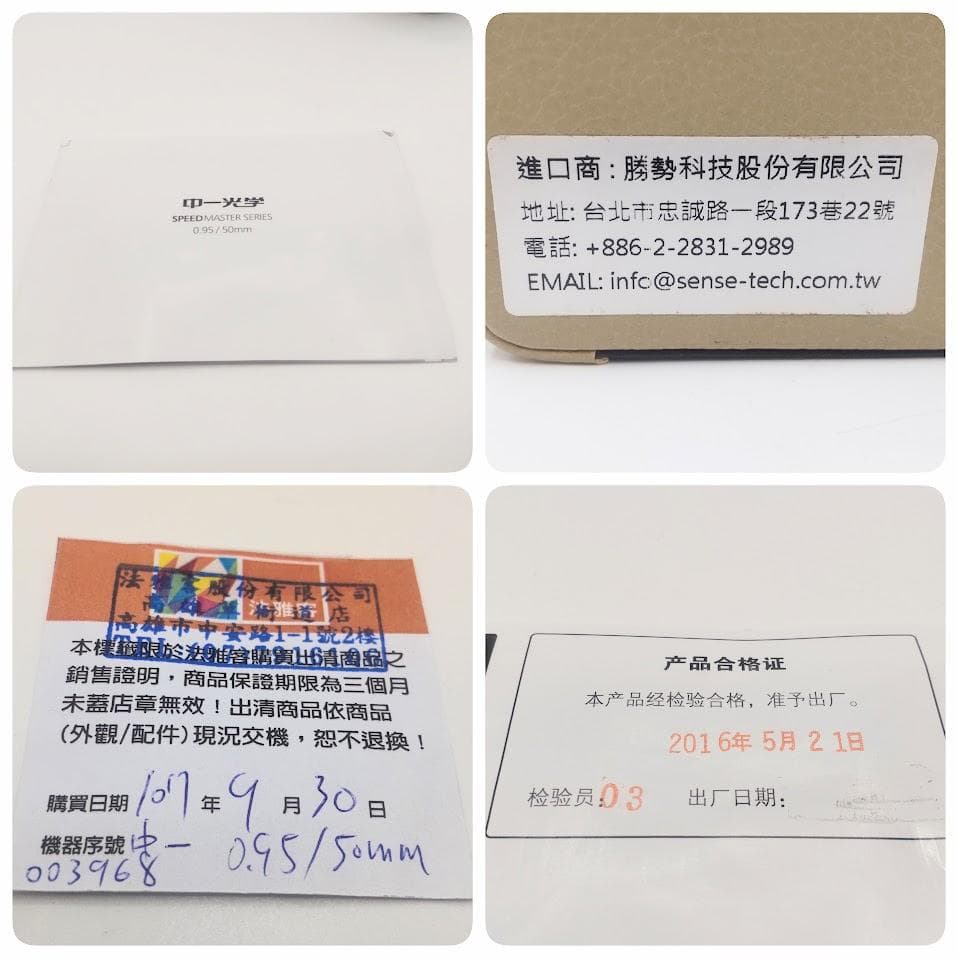 中一光学
SPEEDMASTER SERIES
0.95 / 50mm
進口商 : 勝勢科技股份有限公司
地址: 台北市忠誠路一段173巷22號
電話: +886-2-2831-2989
EMAIL: info@sense-tech.com.tw
法雅客股份有限公司
法雅客
高雄市中安路1-1號2樓
本標籤限於法雅客購買出清商品之
銷售證明，商品保證期限為三個月
未蓋店章無效！出清商品依商品
(外觀/配件)現況交機，恕不退換！
購買日期 107 年 9 月 30 日
機器序號 中一 0.95/50mm
003968
产品合格证
本产品经检验合格，准予出厂。
2016年 5月 21日
检验员: 03 出厂日期: